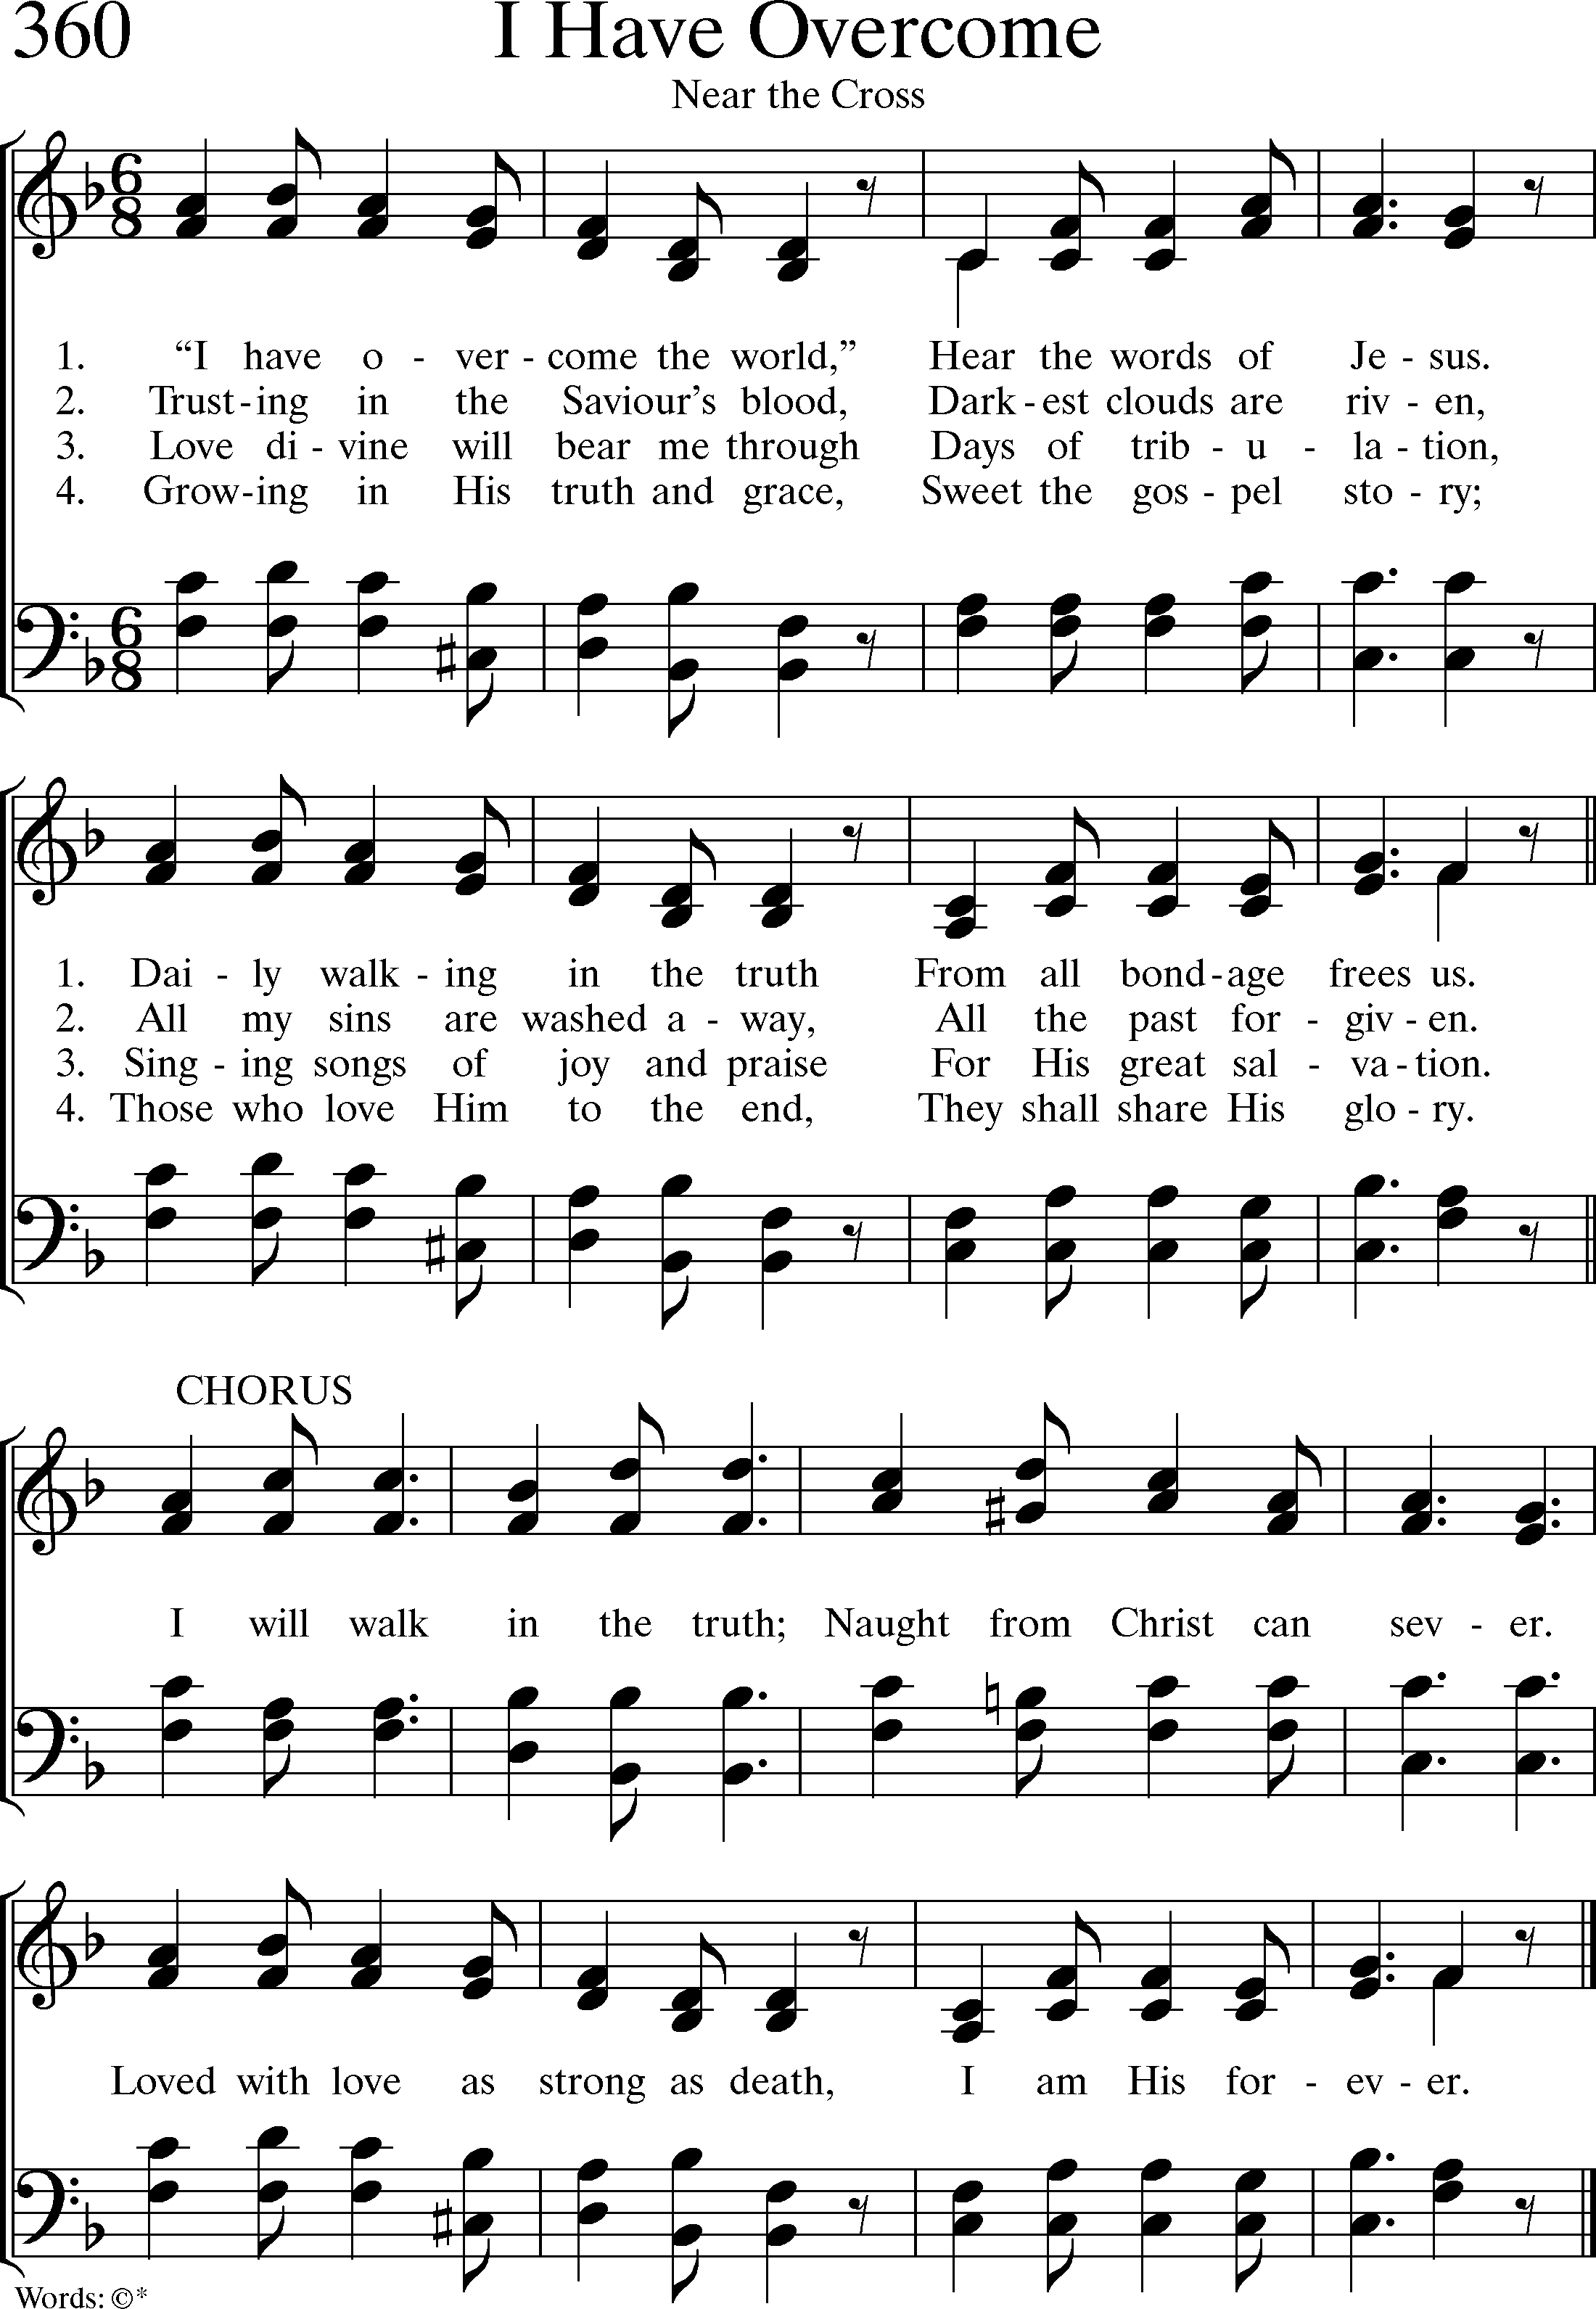 360
I Have Overcome
Near the Cross
1. “I have o - ver - come the world,” Hear the words of Je - sus.
2. Trust - ing in the Saviour’s blood, Dark - est clouds are riv - en,
3. Love di - vine will bear me through Days of trib - u - la - tion,
4. Grow - ing in His truth and grace, Sweet the gos - pel sto - ry;
1. Dai - ly walk - ing in the truth From all bond - age frees us.
2. All my sins are washed a - way, All the past for - giv - en.
3. Sing - ing songs of joy and praise For His great sal - va - tion.
4. Those who love Him to the end, They shall share His glo - ry.
CHORUS
I will walk in the truth; Naught from Christ can sev - er.
Loved with love as strong as death, I am His for - ev - er.
Words: ©*